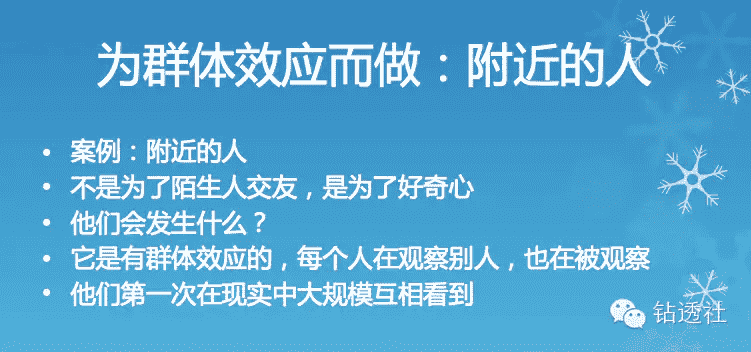 为群体效应而做：附近的人
• 案例：附近的人
• 不是为了陌生人交友，是为了好奇心
• 他们会发生什么？
• 它是有群体效应的，每个人在观察别人，也在被观察
• 他们第一次在现实中大规模互相看到
钻透社